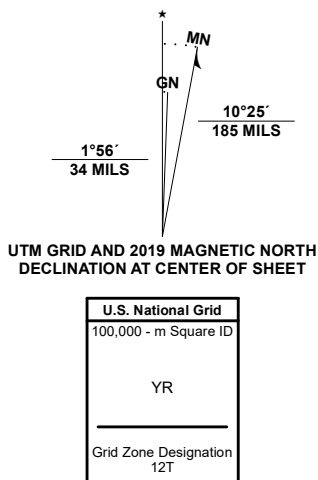 ★
MN
GN
10°25´
185 MILS
1°56´
34 MILS
UTM GRID AND 2019 MAGNETIC NORTH
DECLINATION AT CENTER OF SHEET
U.S. National Grid
100,000 - m Square ID
YR
Grid Zone Designation
12T